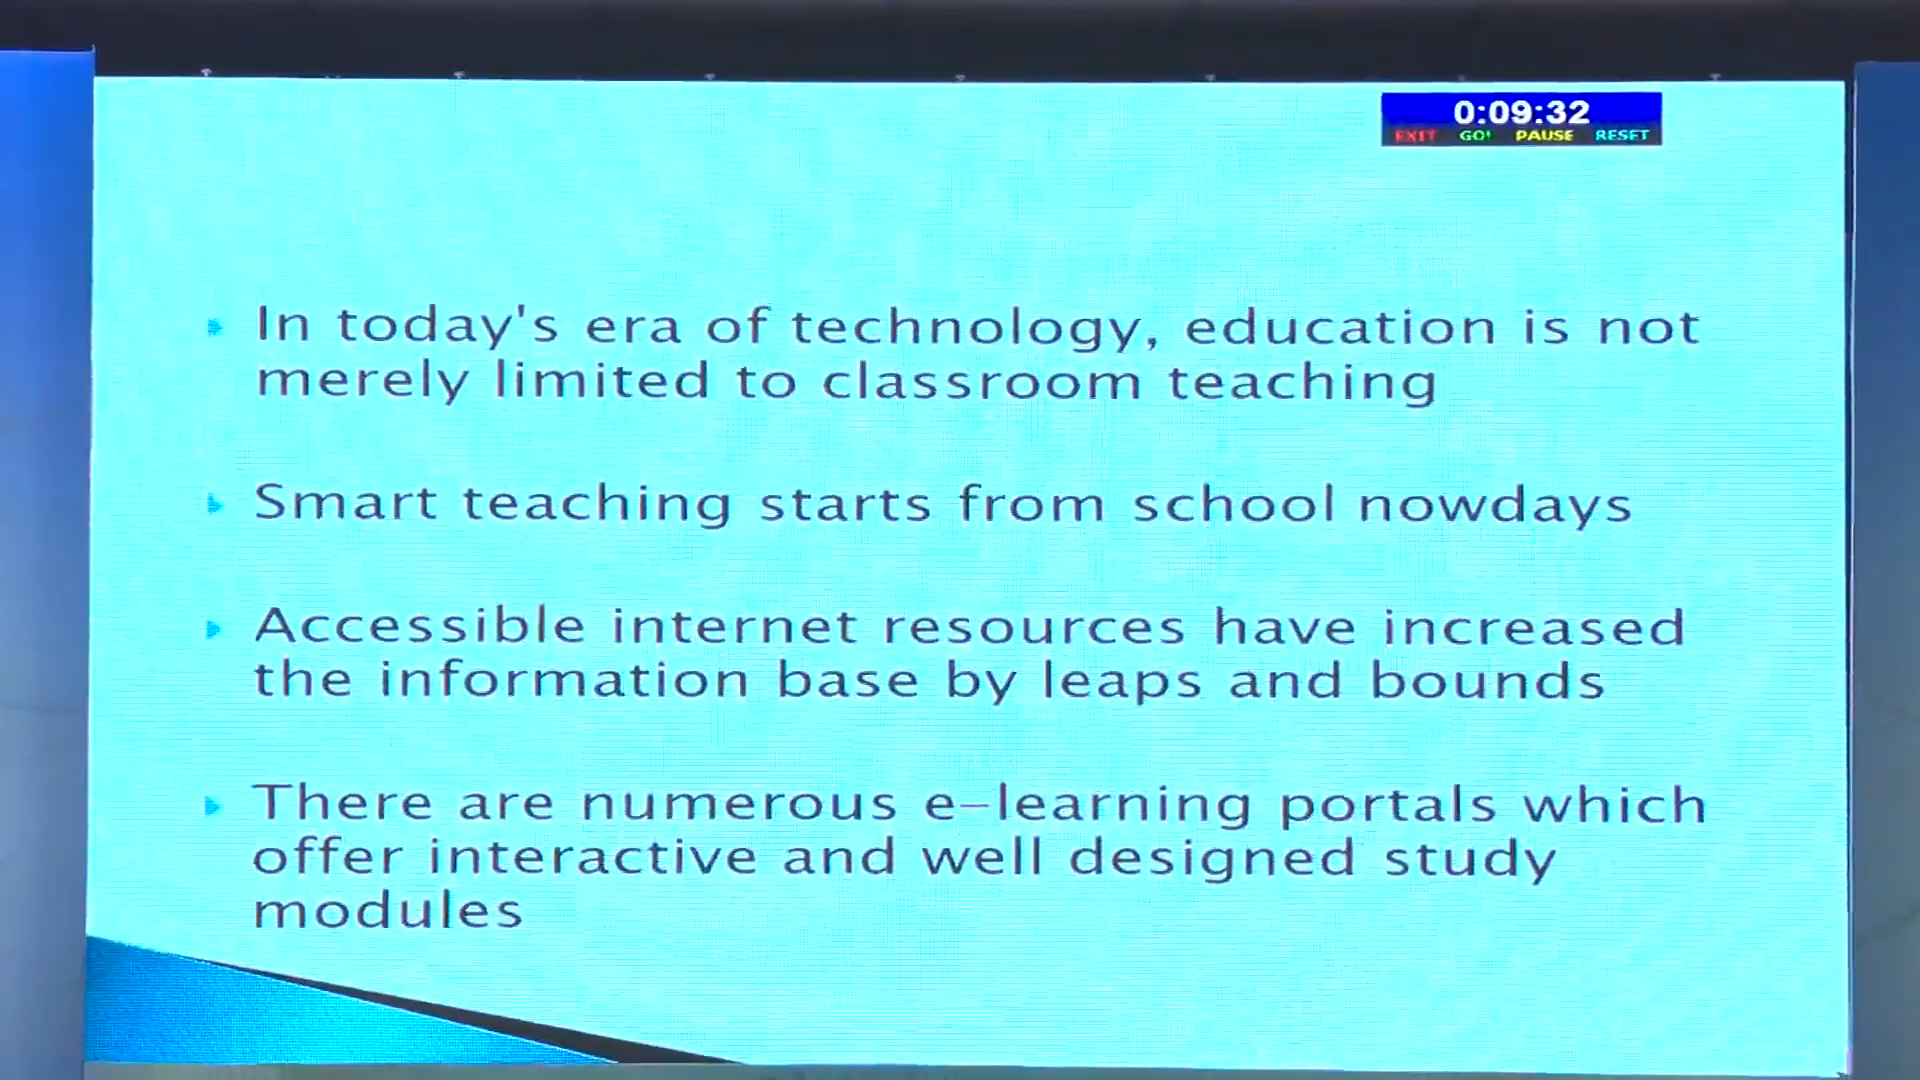 0:09:32
EXIT GO! PAUSE RESET
In today's era of technology, education is not
merely limited to classroom teaching
Smart teaching starts from school nowdays
Accessible internet resources have increased
the information base by leaps and bounds
There are numerous e-learning portals which
offer interactive and well designed study
modules